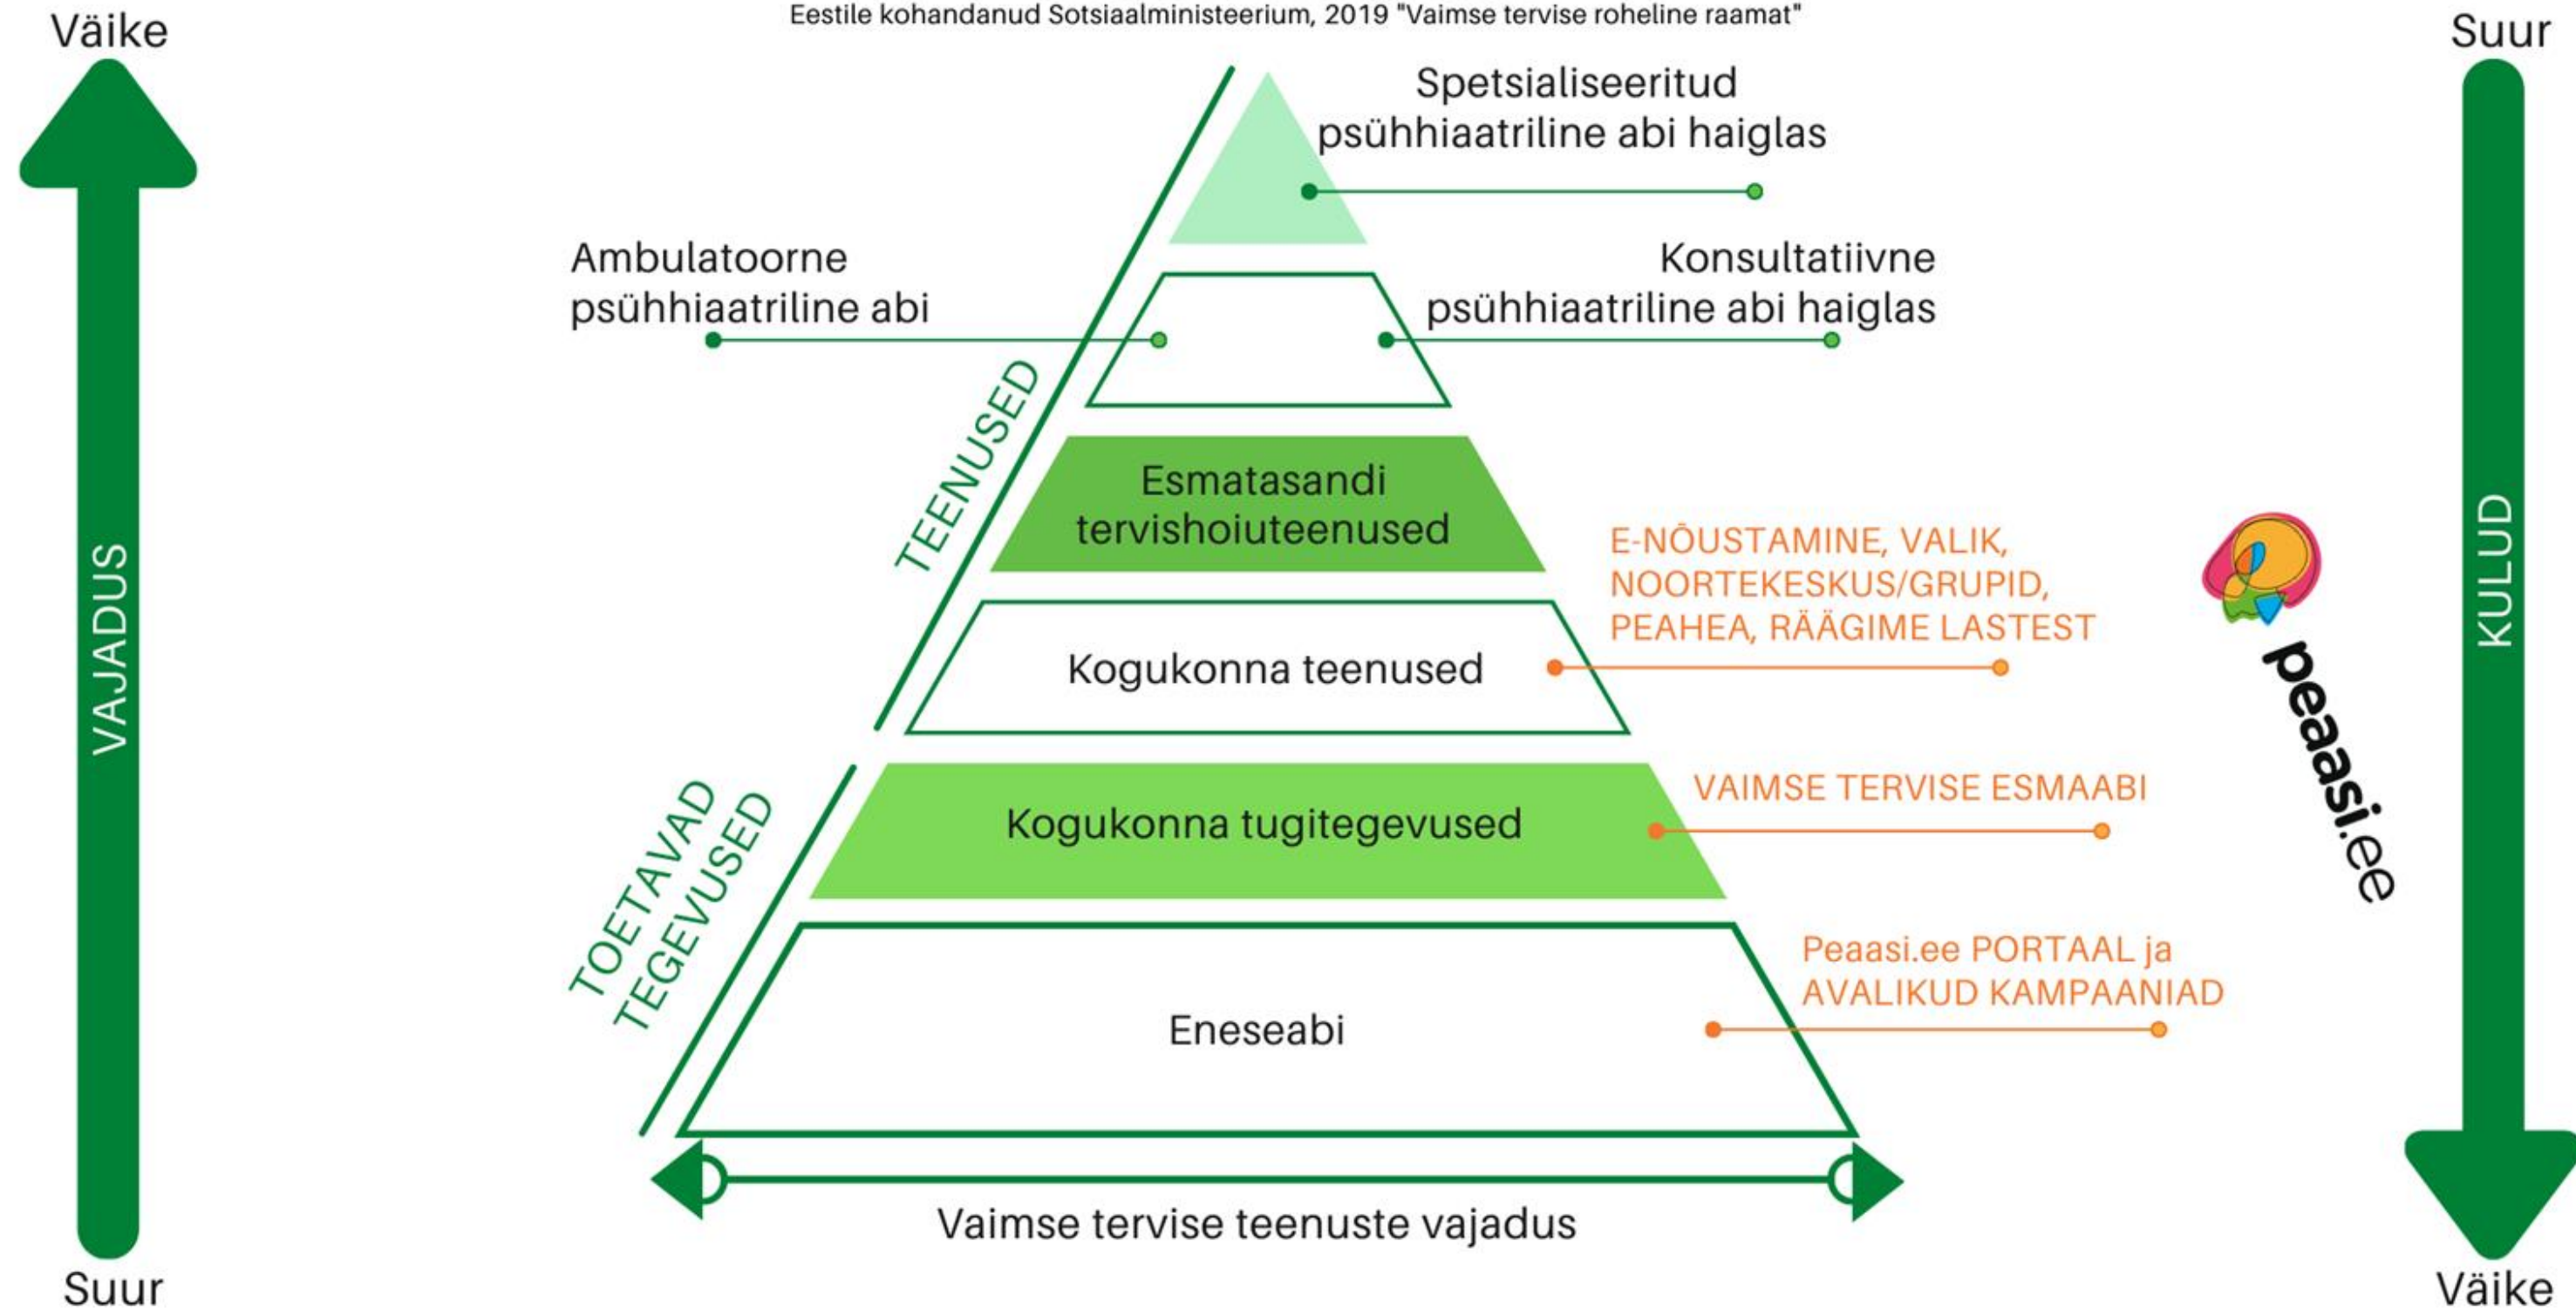 Eestile kohandanud Sotsiaalministeerium, 2019 "Vaimse tervise roheline raamat"
Väike
VAJADUS
Suur
Spetsialiseeritud
psühhiaatriline abi haiglas
Ambulatoorne
psühhiaatriline abi
Konsultatiivne
psühhiaatriline abi haiglas
TEENUSED
Esmatasandi
tervishoiuteenused
Kogukonna teenused
E-NÕUSTAMINE, VALIK,
NOORTEKESKUS/GRUPID,
PEAHEA, RÄÄGIME LASTEST
TOETAVAD
TEGEVUSED
Kogukonna tugitegevused
VAIMSE TERVISE ESMAABI
Eneseabi
Peaasi.ee PORTAAL ja
AVALIKUD KAMPAANIAD
Vaimse tervise teenuste vajadus
peaasi.ee
Suur
KULUD
Väike